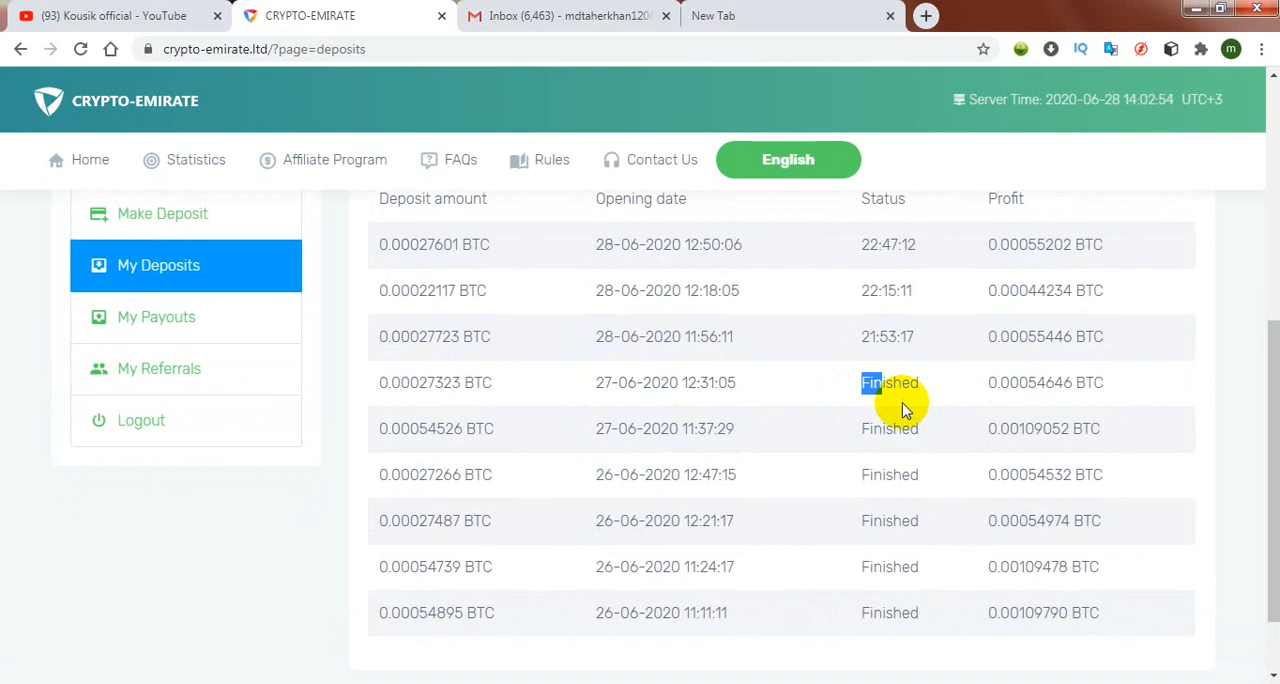 (93) Kousik official - YouTube
CRYPTO-EMIRATE
Inbox (6,463) - mdtaherkhan120
New Tab
crypto-emirate.ltd/?page=deposits
IQ
m
CRYPTO-EMIRATE
Server Time: 2020-06-28 14:02:54 UTC+3
Home
Statistics
Affiliate Program
FAQs
Rules
Contact Us
English
Make Deposit
My Deposits
My Payouts
My Referrals
Logout
Deposit amount Opening date Status Profit
0.00027601 BTC 28-06-2020 12:50:06 22:47:12 0.00055202 BTC
0.00022117 BTC 28-06-2020 12:18:05 22:15:11 0.00044234 BTC
0.00027723 BTC 28-06-2020 11:56:11 21:53:17 0.00055446 BTC
0.00027323 BTC 27-06-2020 12:31:05 Finished 0.00054646 BTC
0.00054526 BTC 27-06-2020 11:37:29 Finished 0.00109052 BTC
0.00027266 BTC 26-06-2020 12:47:15 Finished 0.00054532 BTC
0.00027487 BTC 26-06-2020 12:21:17 Finished 0.00054974 BTC
0.00054739 BTC 26-06-2020 11:24:17 Finished 0.00109478 BTC
0.00054895 BTC 26-06-2020 11:11:11 Finished 0.00109790 BTC